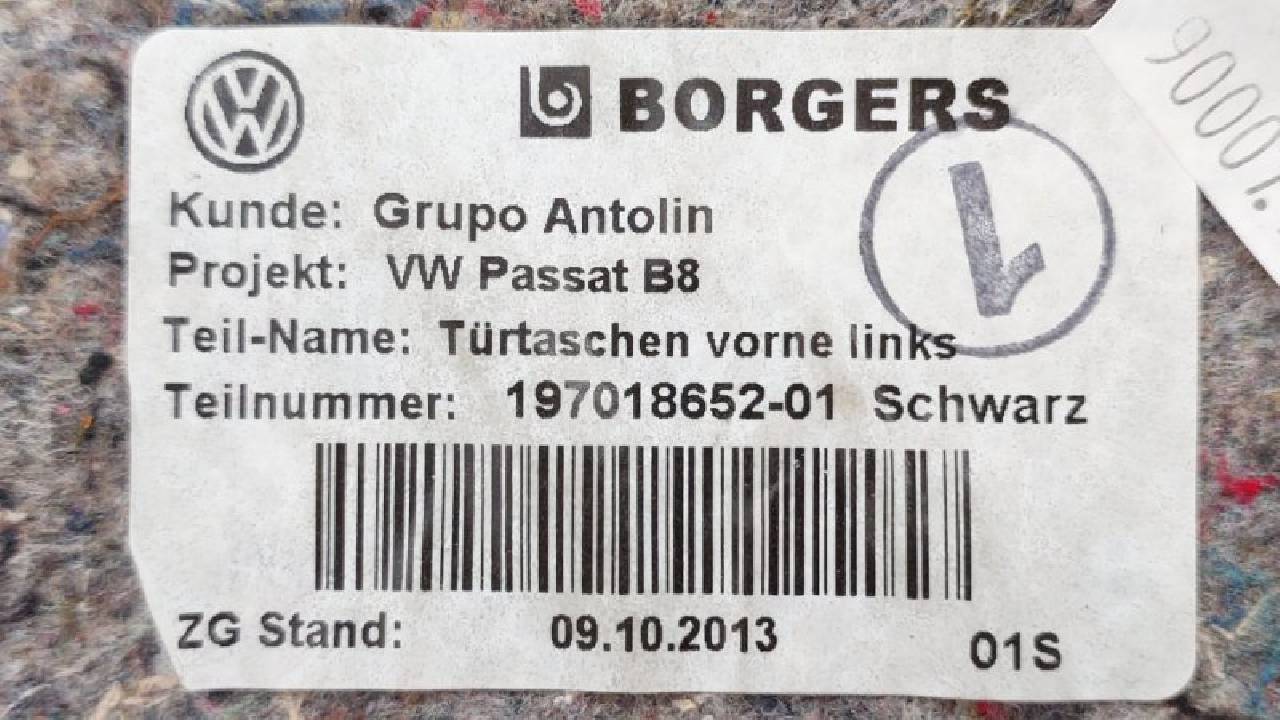 BORGERS
Kunde: Grupo Antolin
Projekt: VW Passat B8
Teil-Name: Türtaschen vorne links
Teilnummer: 197018652-01 Schwarz
ZG Stand: 09.10.2013
01S
1